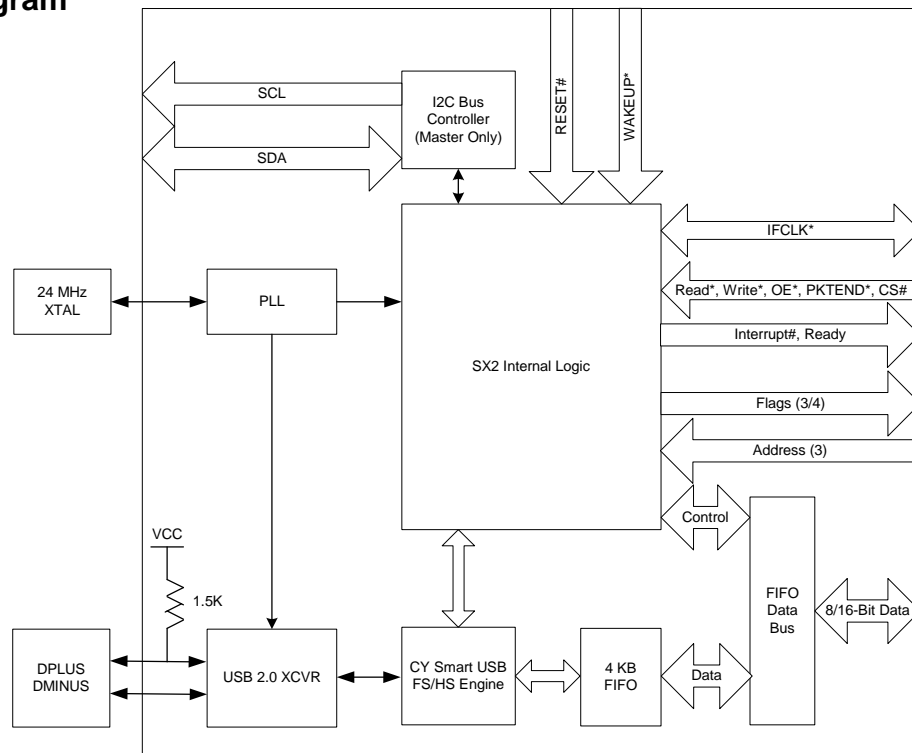 SCL
I2C Bus
Controller
(Master Only)
SDA
RESET#
WAKEUP*
IFCLK*
24 MHz
XTAL
PLL
Read*, Write*, OE*, PKTEND*, CS#
Interrupt#, Ready
SX2 Internal Logic
Flags (3/4)
Address (3)
Control
VCC
1.5K
FIFO
Data
Bus
8/16-Bit Data
DPLUS
DMINUS
USB 2.0 XCVR
CY Smart USB
FS/HS Engine
4 KB
FIFO
Data